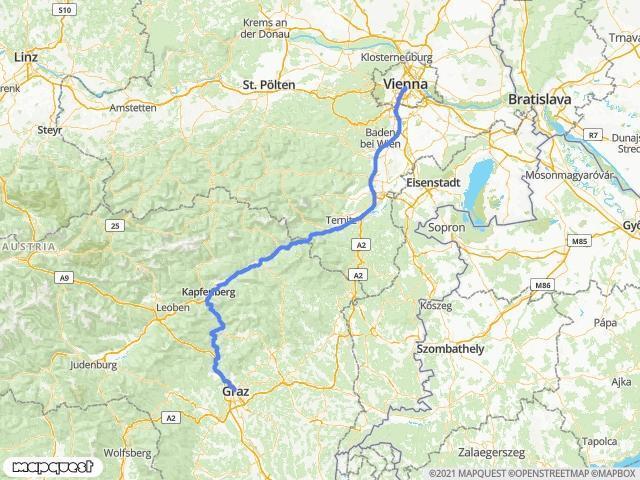 S10
Krems an
der Donau
Linz
Klosterneuburg
Trnava
St. Pölten
Vienna
Amstetten
Bratislava
Steyr
Baden
bei Wien
R7
Dunajs
Stred
Mosonmagyaróvár
Eisenstadt
25
Ternitz
Sopron
Győ
AUSTRIA
A2
M85
A9
A2
M86
Kapfenberg
Leoben
Kőszeg
Pápa
Szombathely
Judenburg
Graz
Ajka
A2
Wolfsberg
Zalaegerszeg
Tapolca
mapquest
©2021 MAPQUEST ©OPENSTREETMAP ©MAPBOX